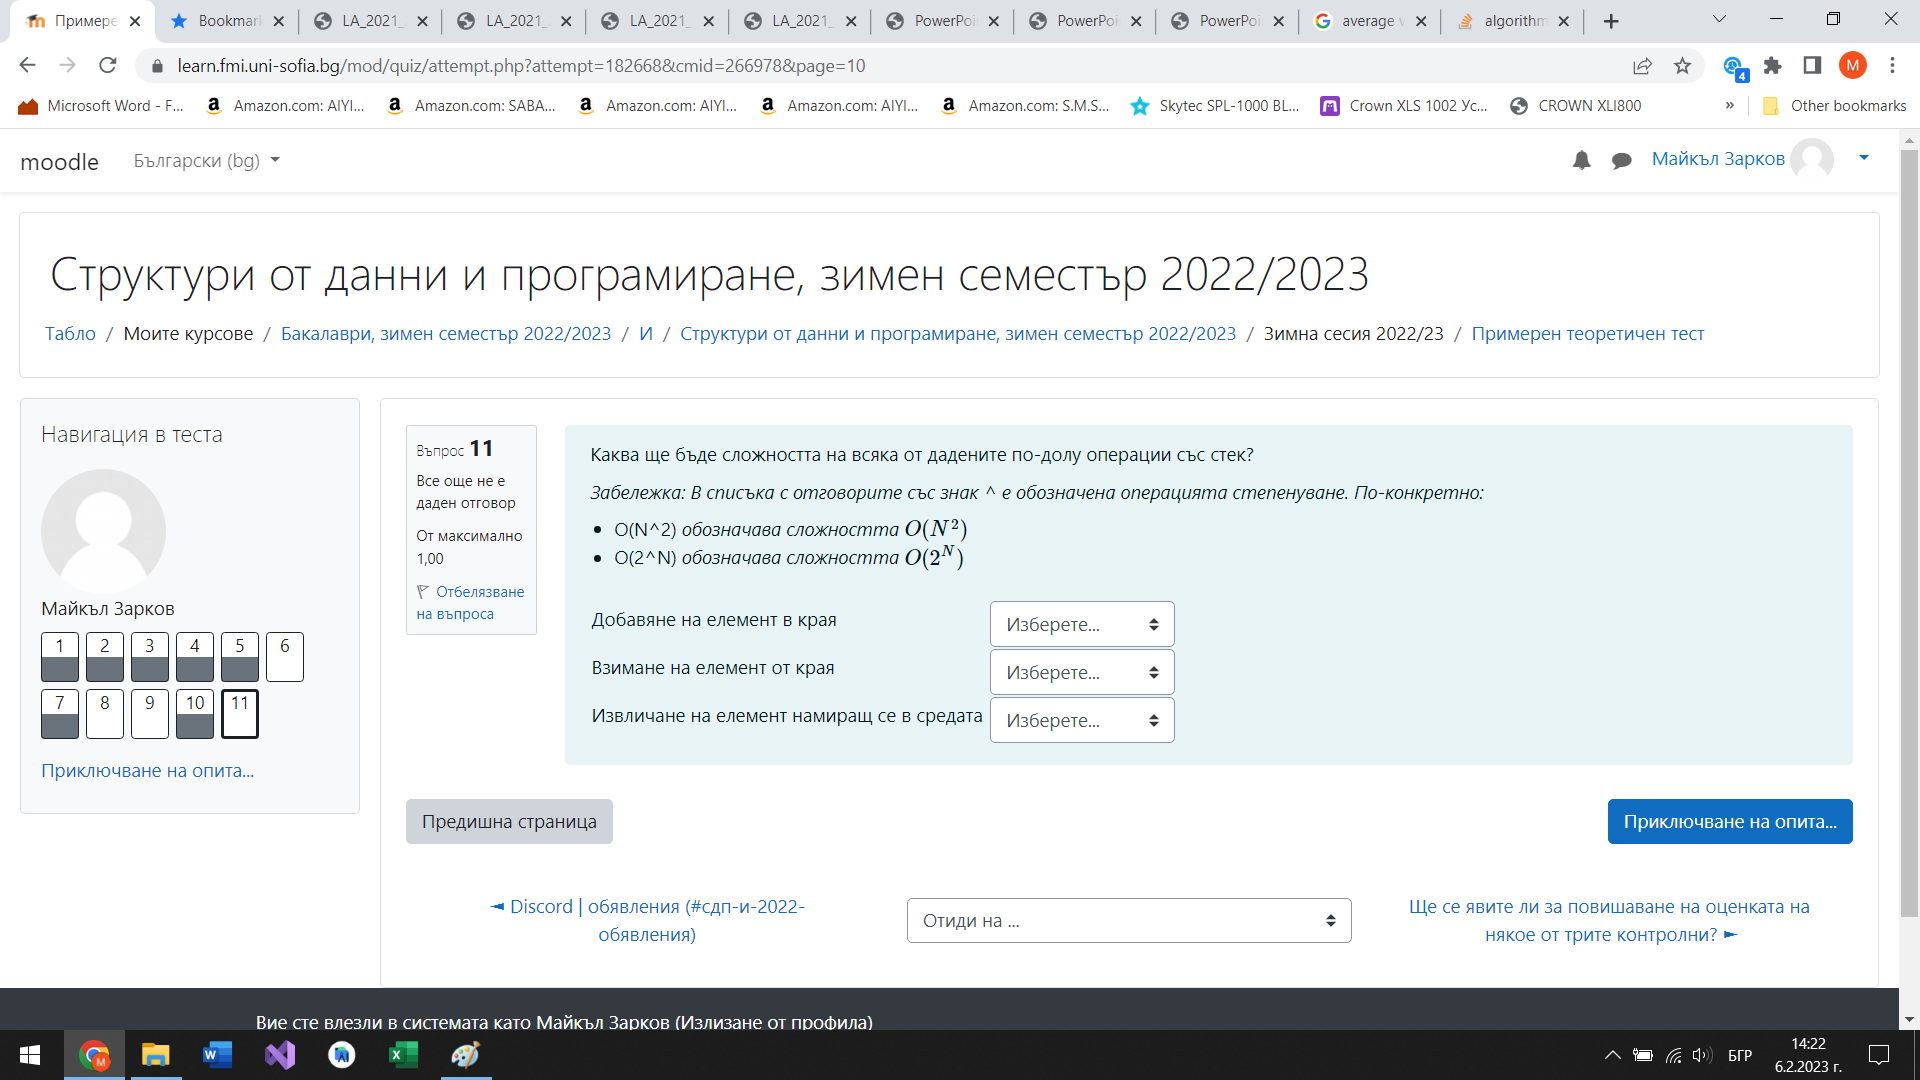 Примере
Bookmar
LA_2021_
LA_2021_
LA_2021_
LA_2021_
PowerPoi
PowerPoi
PowerPoi
average
algorithm
learn.fmi.uni-sofia.bg/mod/quiz/attempt.php?attempt=182668&cmid=266978&page=10
4
M
Microsoft Word - F...
Amazon.com: AIYI...
Amazon.com: SABA...
Amazon.com: AIYI...
Amazon.com: AIYI...
Amazon.com: S.M.S...
Skytec SPL-1000 BL...
Crown XLS 1002 Ус...
CROWN XLI800
»
Other bookmarks
moodle
Български (bg)
Майкъл Зарков
Структури от данни и програмиране, зимен семестър 2022/2023
Табло / Моите курсове / Бакалаври, зимен семестър 2022/2023 / И / Структури от данни и програмиране, зимен семестър 2022/2023 / Зимна сесия 2022/23 / Примерен теоретичен тест
Навигация в теста
Майкъл Зарков
1 2 3 4 5 6
7 8 9 10 11
Приключване на опита...
Въпрос 11
Все още не е
даден отговор
От максимално
1,00
Отбелязване
на въпроса
Каква ще бъде сложността на всяка от дадените по-долу операции със стек?
Забележка: В списъка с отговорите със знак ^ е обозначена операцията степенуване. По-конкретно:
• O(N^2) обозначава сложността O(N²)
• O(2^N) обозначава сложността O(2ᴺ)
Добавяне на елемент в края Изберете...
Взимане на елемент от края Изберете...
Извличане на елемент намиращ се в средата Изберете...
Предишна страница
Приключване на опита...
◄ Discord | обявления (#сдп-и-2022-
обявления)
Отиди на ...
Ще се явите ли за повишаване на оценката на
някое от трите контролни? ►
Вие сте влезли в системата като Майкъл Зарков (Излизане от профила)
БГР
14:22
6.2.2023 г.